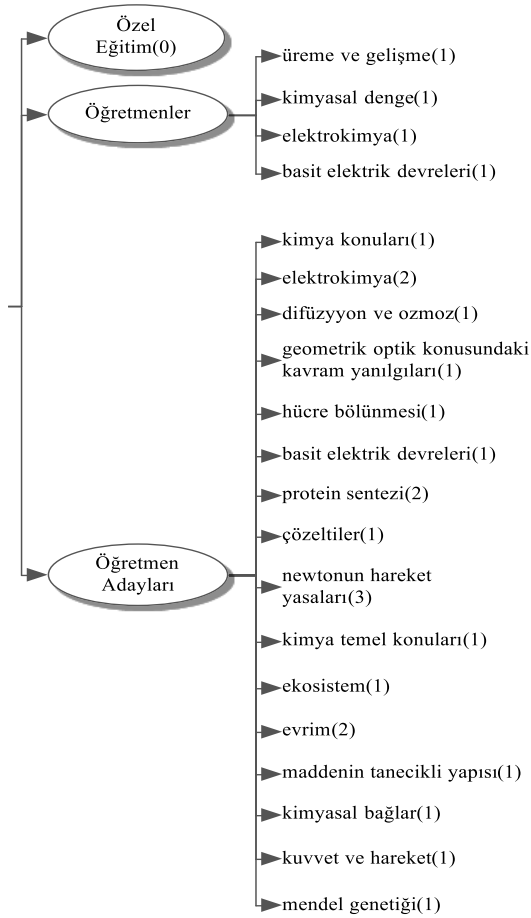 Özel
Eğitim(0)
Öğretmenler
üreme ve gelişme(1)
kimyasal denge(1)
elektrokimya(1)
basit elektrik devreleri(1)
Öğretmen
Adayları
kimya konuları(1)
elektrokimya(2)
difüzyyon ve ozmoz(1)
geometrik optik konusundaki
kavram yanılgıları(1)
hücre bölünmesi(1)
basit elektrik devreleri(1)
protein sentezi(2)
çözeltiler(1)
newtonun hareket
yasaları(3)
kimya temel konuları(1)
ekosistem(1)
evrim(2)
maddenin tanecikli yapısı(1)
kimyasal bağlar(1)
kuvvet ve hareket(1)
mendel genetiği(1)